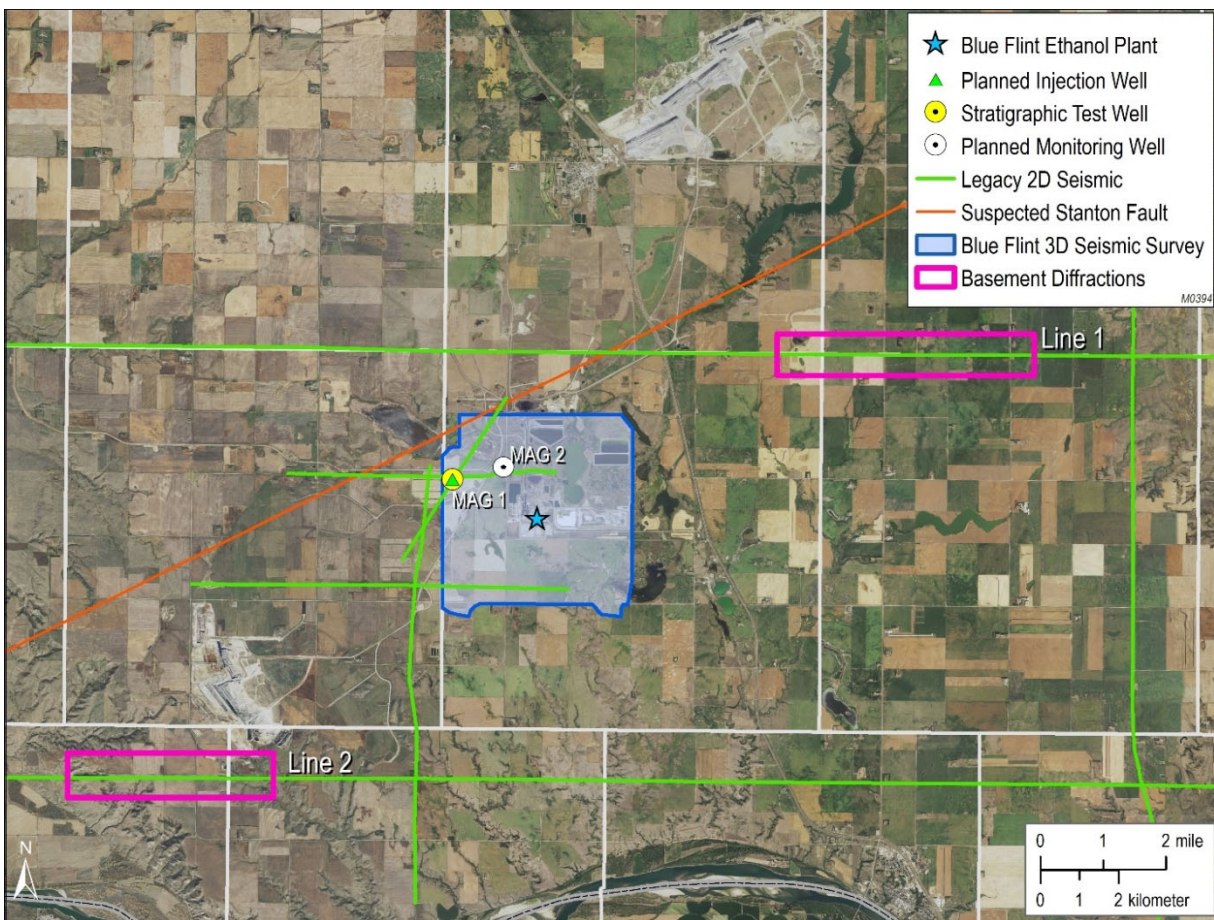 Blue Flint Ethanol Plant
Planned Injection Well
Stratigraphic Test Well
Planned Monitoring Well
Legacy 2D Seismic
Suspected Stanton Fault
Blue Flint 3D Seismic Survey
Basement Diffractions
M0394
Line 1
MAG 2
MAG 1
Line 2
N
0 1 2 mile
0 1 2 kilometer